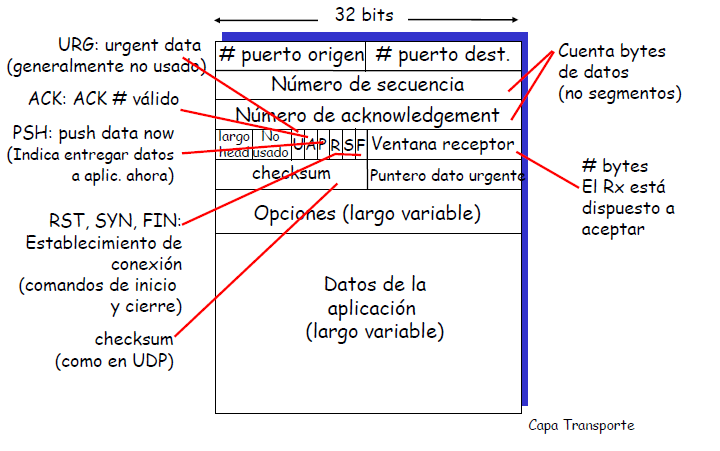 32 bits
URG: urgent data
(generalmente no usado)
ACK: ACK # válido
PSH: push data now
(Indica entregar datos
a aplic. ahora)
RST, SYN, FIN:
Establecimiento de
conexión
(comandos de inicio
y cierre)
checksum
(como en UDP)
# puerto origen
# puerto dest.
Número de secuencia
Número de acknowledgement
largo
head
No
usado
U A P R S F
Ventana receptor
checksum
Puntero dato urgente
Opciones (largo variable)
Datos de la
aplicación
(largo variable)
Cuenta bytes
de datos
(no segmentos)
# bytes
El Rx está
dispuesto a
aceptar
Capa Transporte